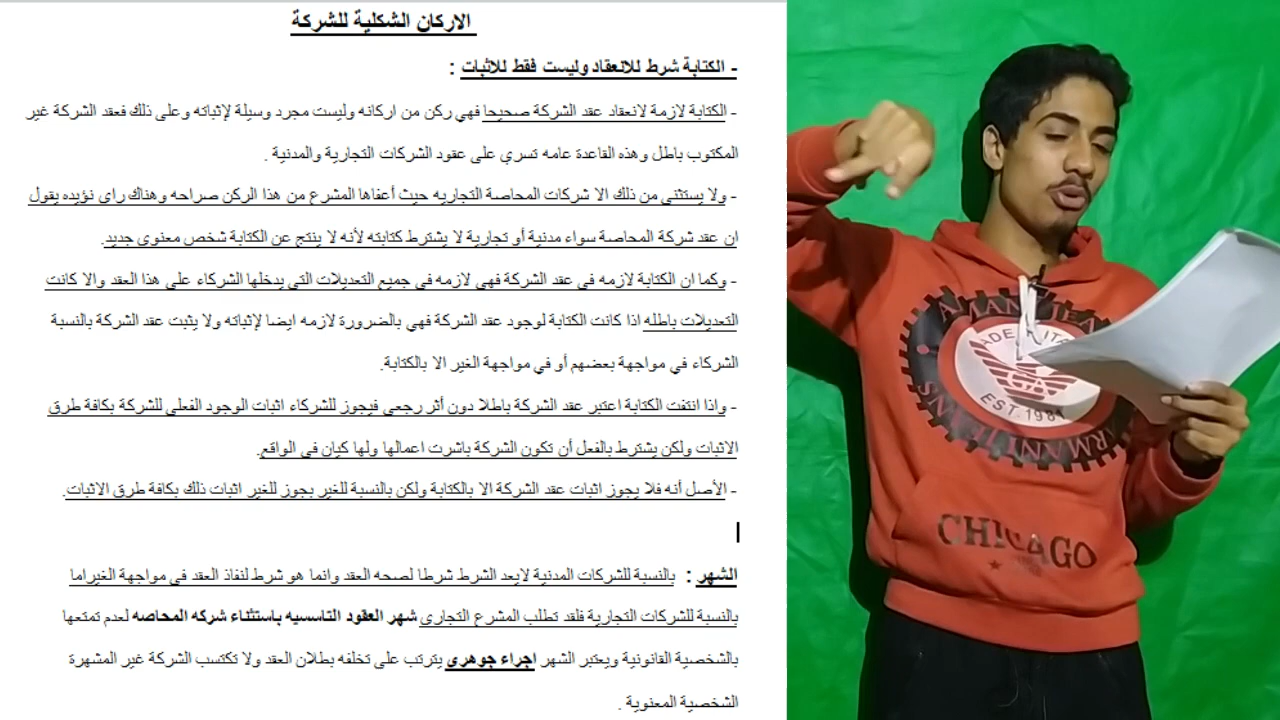 الاركان الشكلية للشركة
- الكتابة شرط للانعقاد وليست فقط للاثبات :
- الكتابة لازمة لانعقاد عقد الشركة صحيحا فهي ركن من اركانه وليست مجرد وسيلة لإثباته وعلى ذلك فعقد الشركة غير
المكتوب باطل وهذه القاعدة عامه تسري على عقود الشركات التجارية والمدنية .
- ولا يستثنى من ذلك الا شركات المحاصة التجاريه حيث أعفاها المشرع من هذا الركن صراحه وهناك راى نؤيده يقول
ان عقد شركة المحاصة سواء مدنية أو تجارية لا يشترط كتابته لأنه لا ينتج عن الكتابة شخص معنوى جديد.
- وكما ان الكتابة لازمه في عقد الشركة فهي لازمه في جميع التعديلات التي يدخلها الشركاء على هذا العقد والا كانت
التعديلات باطله اذا كانت الكتابة لوجود عقد الشركة فهي بالضرورة لازمه ايضا لإثباته ولا يثبت عقد الشركة بالنسبة
الشركاء في مواجهة بعضهم أو في مواجهة الغير الا بالكتابة.
- واذا انتفت الكتابة اعتبر عقد الشركة باطلا دون أثر رجعى فيجوز للشركاء اثبات الوجود الفعلي للشركة بكافة طرق
الاثبات ولكن يشترط بالفعل أن تكون الشركة باشرت اعمالها ولها كيان في الواقع.
- الأصل أنه فلا يجوز اثبات عقد الشركة الا بالكتابة ولكن بالنسبة للغير يجوز للغير اثبات ذلك بكافة طرق الاثبات.
الشهر : بالنسبة للشركات المدنية لايعد الشرط شرطا لصحه العقد وانما هو شرط لنفاذ العقد في مواجهة الغيراما
بالنسبة للشركات التجارية فلقد تطلب المشرع التجاري شهر العقود التاسسيه باستثناء شركه المحاصه لعدم تمتعها
بالشخصية القانونية ويعتبر الشهر اجراء جوهرى يترتب على تخلفه بطلان العقد ولا تكتسب الشركة غير المشهرة
الشخصية المعنوية .
EST. 1981
ARMANI JEANS
CHICAGO